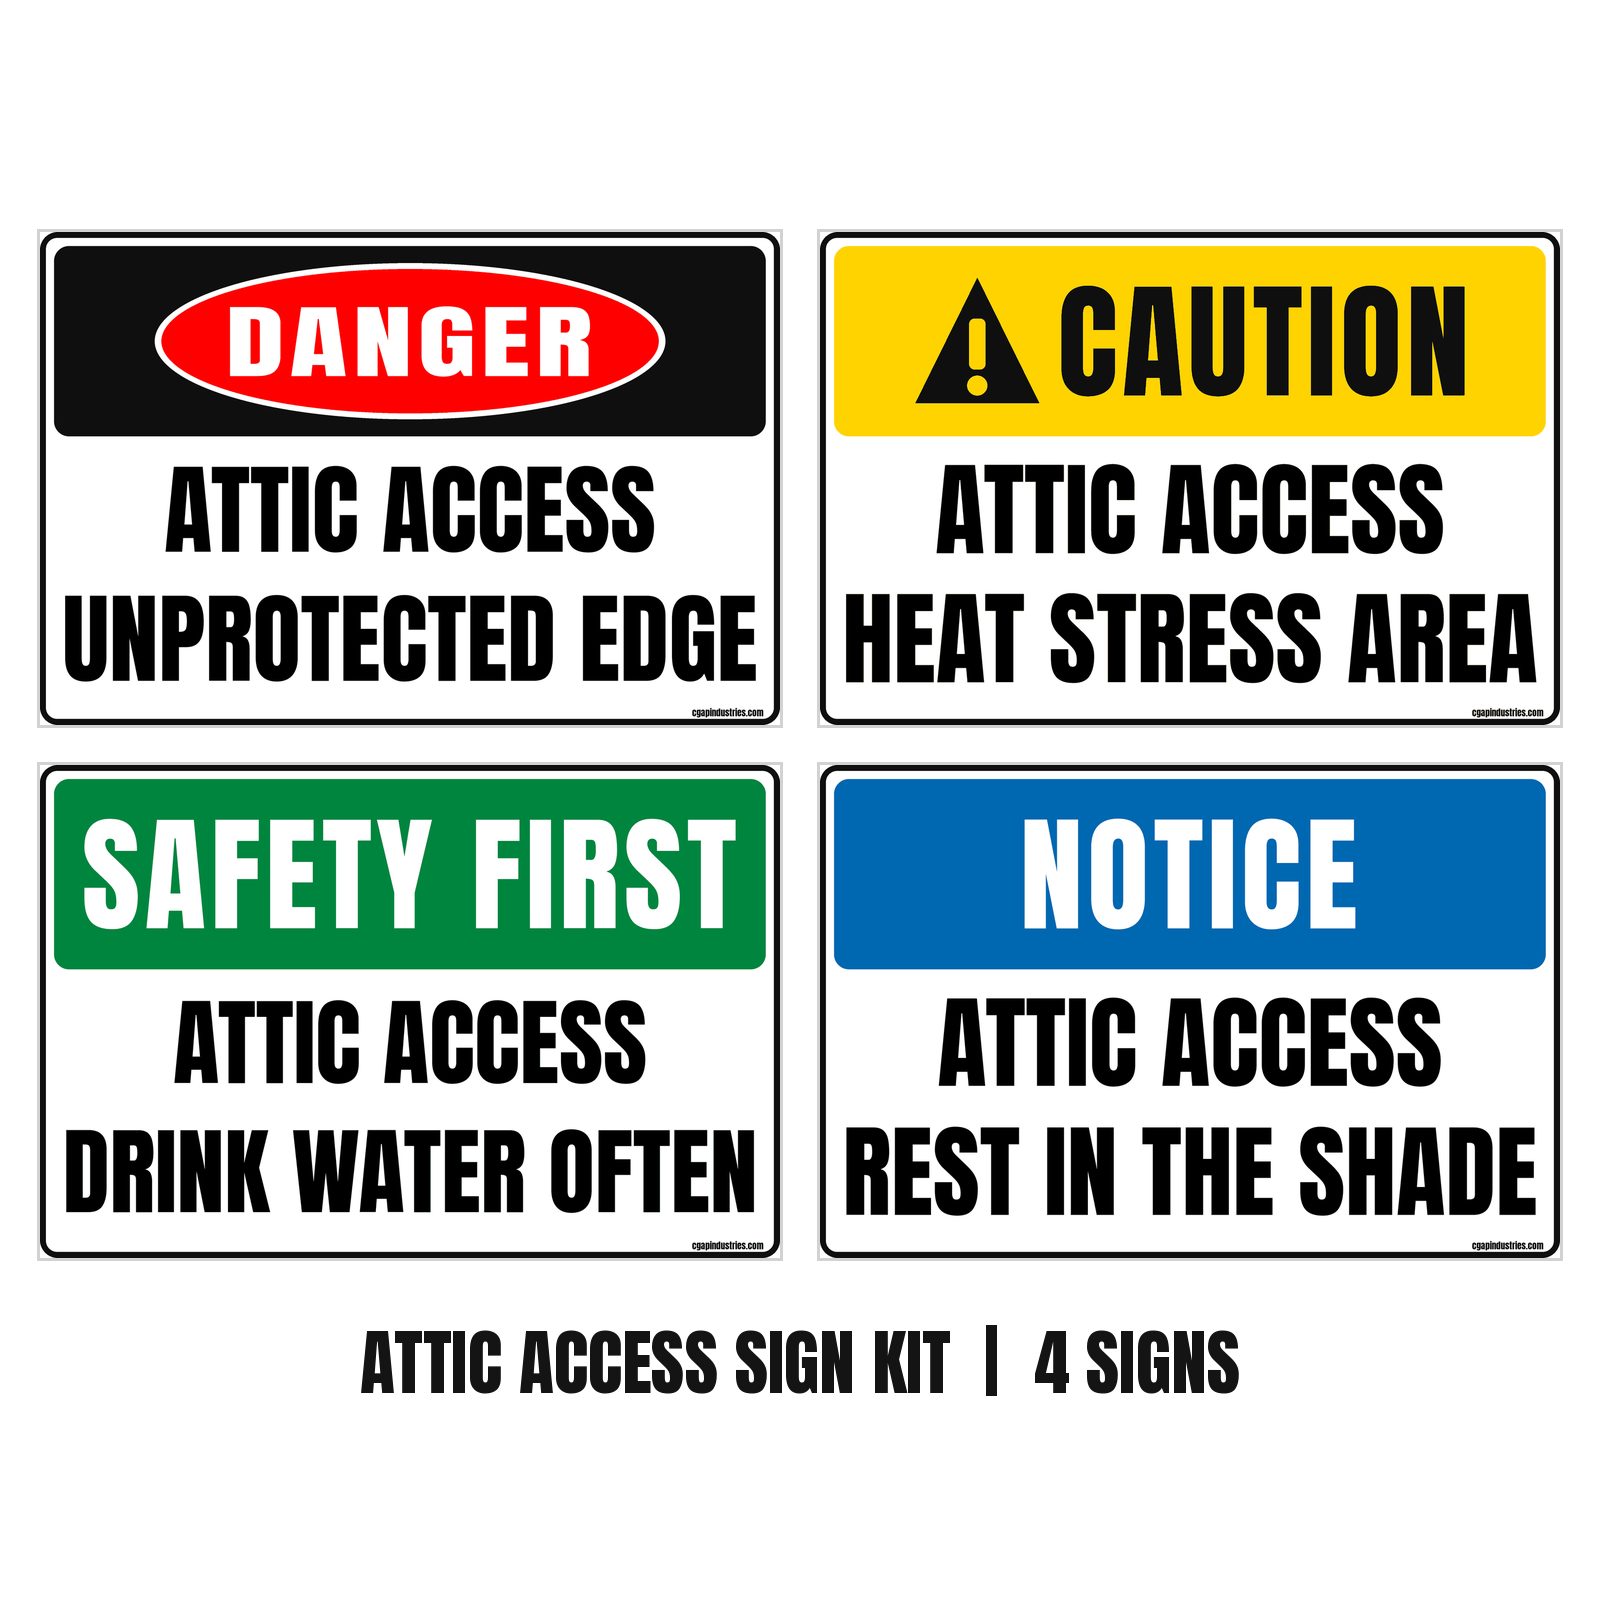 DANGER
ATTIC ACCESS
UNPROTECTED EDGE
cgapindustries.com
CAUTION
ATTIC ACCESS
HEAT STRESS AREA
cgapindustries.com
SAFETY FIRST
ATTIC ACCESS
DRINK WATER OFTEN
cgapindustries.com
NOTICE
ATTIC ACCESS
REST IN THE SHADE
cgapindustries.com
ATTIC ACCESS SIGN KIT | 4 SIGNS